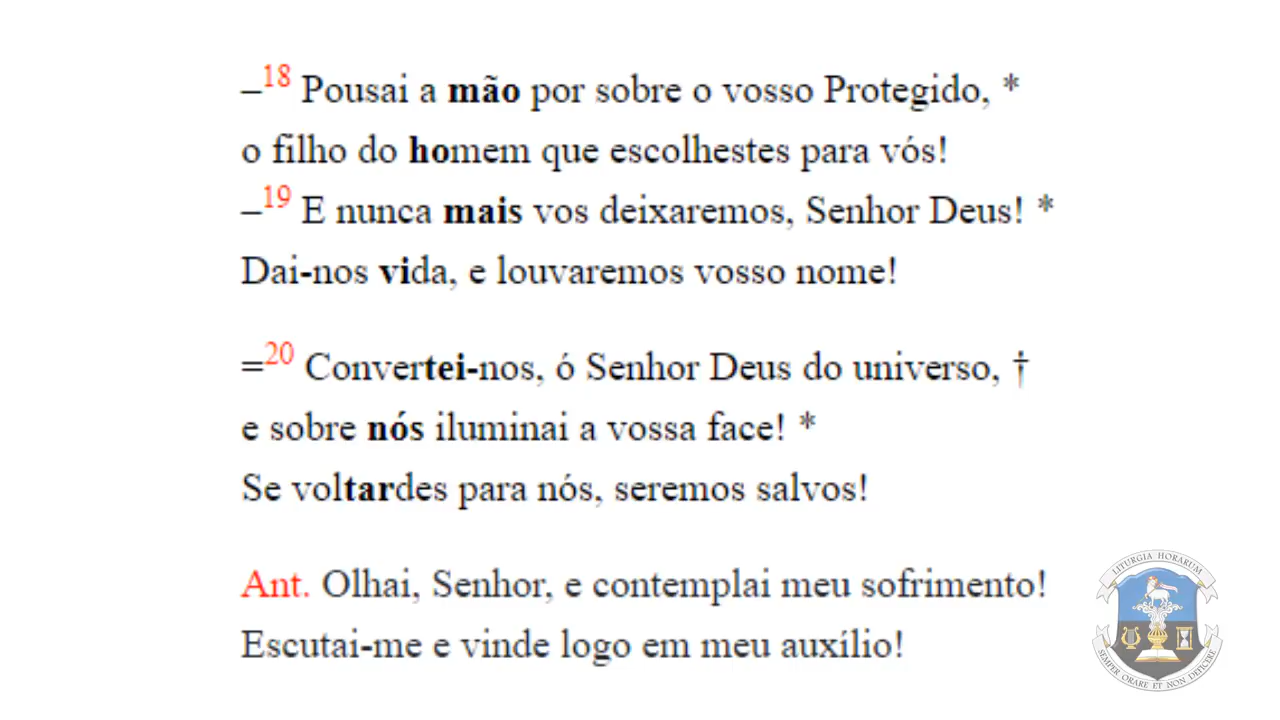 –18 Pousai a mão por sobre o vosso Protegido, *
o filho do homem que escolhestes para vós!
–19 E nunca mais vos deixaremos, Senhor Deus! *
Dai-nos vida, e louvaremos vosso nome!
=20 Convertei-nos, ó Senhor Deus do universo, †
e sobre nós iluminai a vossa face! *
Se voltardes para nós, seremos salvos!
Ant. Olhai, Senhor, e contemplai meu sofrimento!
Escutai-me e vinde logo em meu auxílio!
LITURGIA HORARUM
SEMPER ORARE ET NON DEFICERE